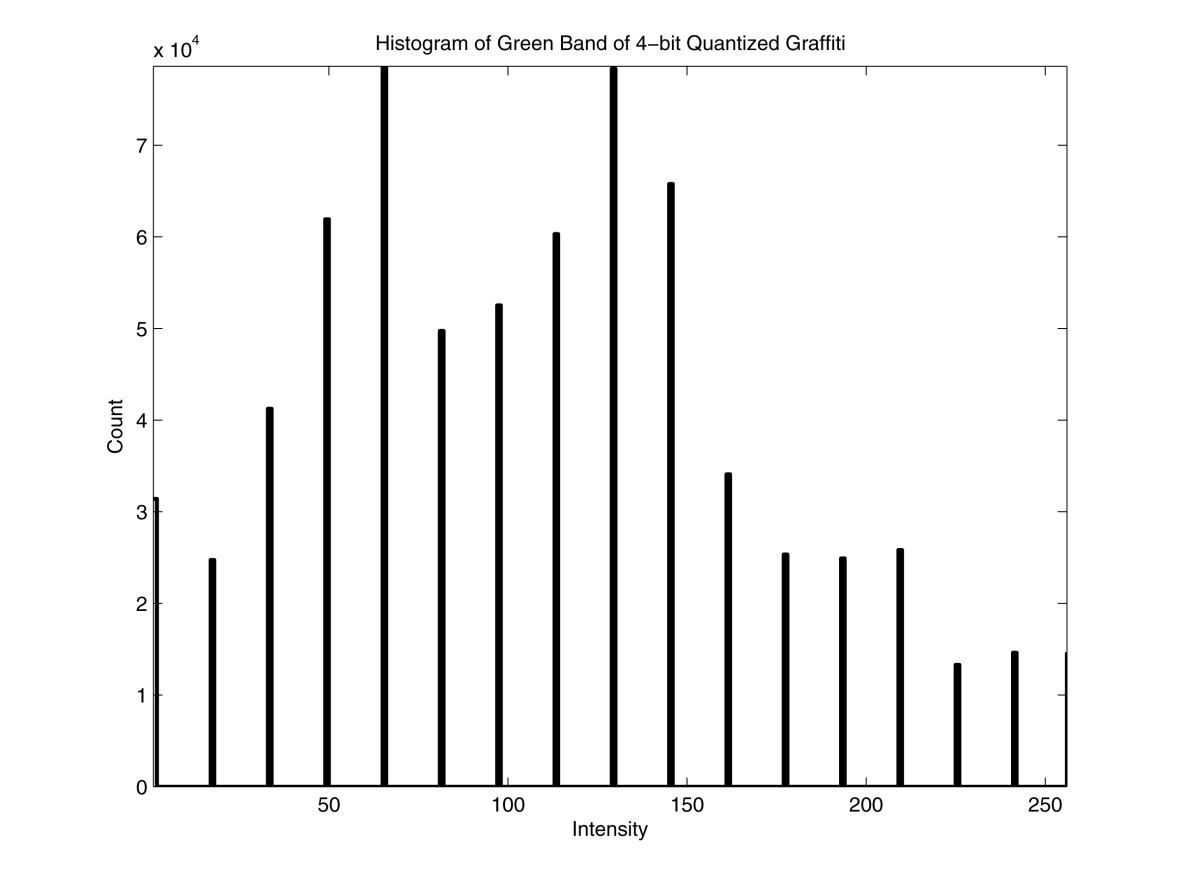 Histogram of Green Band of 4−bit Quantized Graffiti
x 10^4
7
6
5
4
3
2
1
0
Count
50 100 150 200 250
Intensity